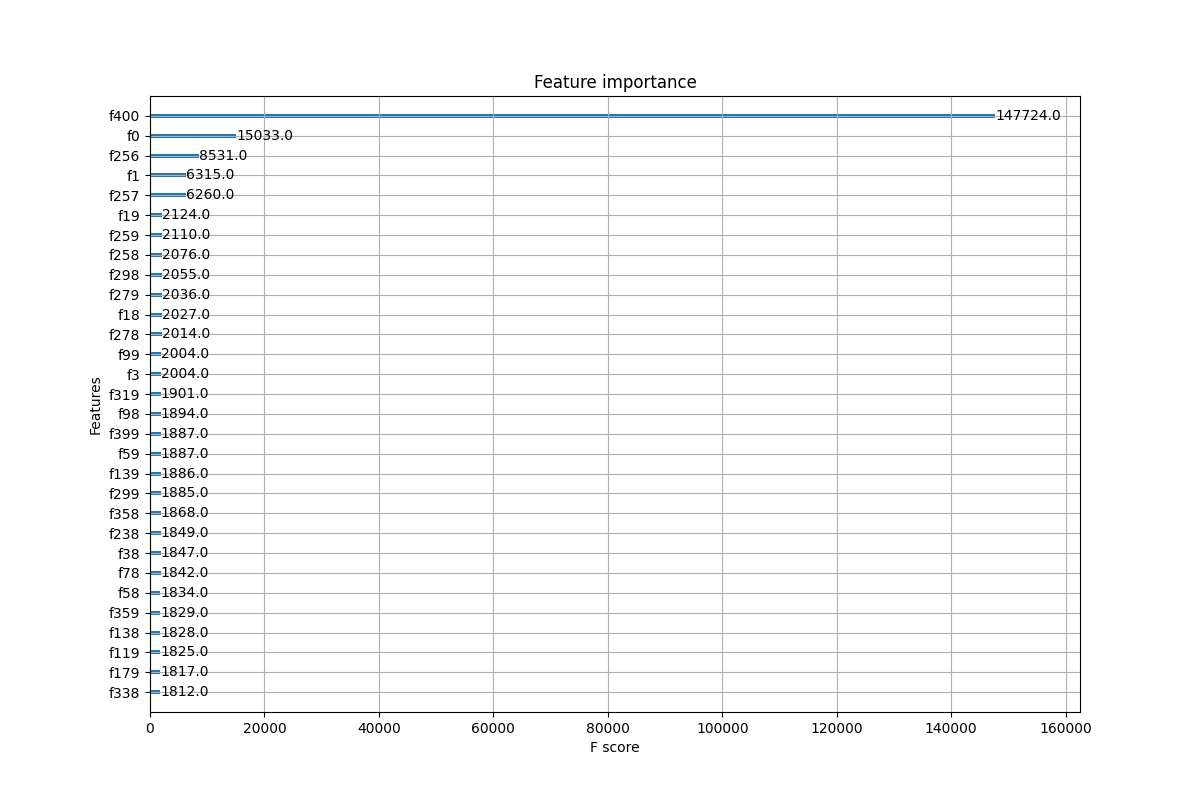 Feature importance
f400 147724.0
f0 15033.0
f256 8531.0
f1 6315.0
f257 6260.0
f19 2124.0
f259 2110.0
f258 2076.0
f298 2055.0
f279 2036.0
f18 2027.0
f278 2014.0
f99 2004.0
f3 2004.0
f319 1901.0
f98 1894.0
f399 1887.0
f59 1887.0
f139 1886.0
f299 1885.0
f358 1868.0
f238 1849.0
f38 1847.0
f78 1842.0
f58 1834.0
f359 1829.0
f138 1828.0
f119 1825.0
f179 1817.0
f338 1812.0
Features
0 20000 40000 60000 80000 100000 120000 140000 160000
F score